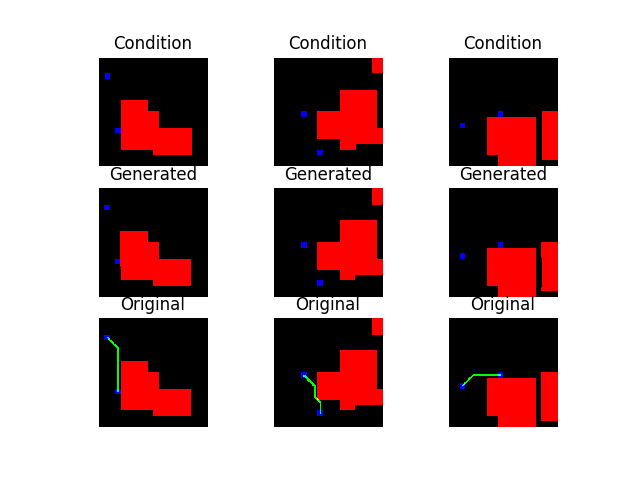 Condition Condition Condition
Generated Generated Generated
Original Original Original